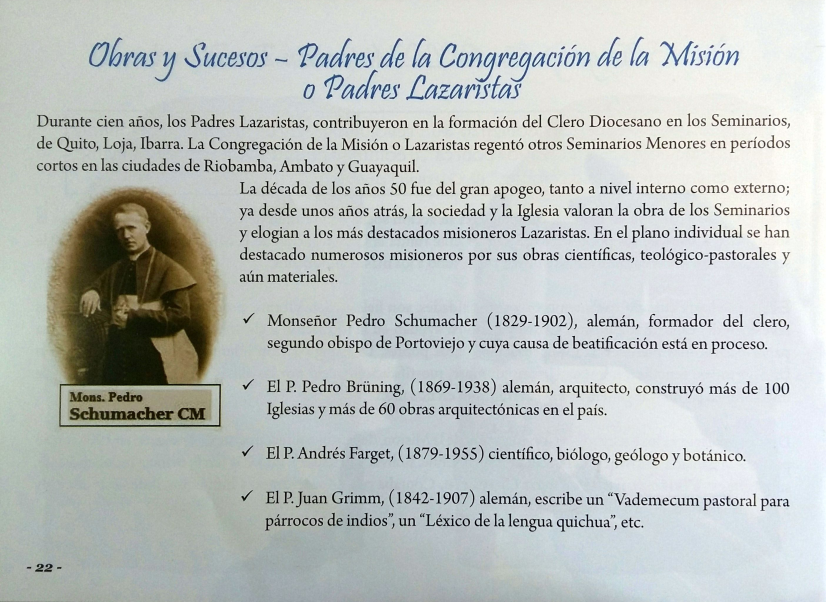 Obras y Sucesos – Padres de la Congregación de la Misión
o Padres Lazaristas
Durante cien años, los Padres Lazaristas, contribuyeron en la formación del Clero Diocesano en los Seminarios,
de Quito, Loja, Ibarra. La Congregación de la Misión o Lazaristas regentó otros Seminarios Menores en períodos
cortos en las ciudades de Riobamba, Ambato y Guayaquil.
La década de los años 50 fue del gran apogeo, tanto a nivel interno como externo;
ya desde unos años atrás, la sociedad y la Iglesia valoran la obra de los Seminarios
y elogian a los más destacados misioneros Lazaristas. En el plano individual se han
destacado numerosos misioneros por sus obras científicas, teológico-pastorales y
aún materiales.
✓ Monseñor Pedro Schumacher (1829-1902), alemán, formador del clero,
segundo obispo de Portoviejo y cuya causa de beatificación está en proceso.
✓ El P. Pedro Brüning, (1869-1938) alemán, arquitecto, construyó más de 100
Iglesias y más de 60 obras arquitectónicas en el país.
✓ El P. Andrés Farget, (1879-1955) científico, biólogo, geólogo y botánico.
✓ El P. Juan Grimm, (1842-1907) alemán, escribe un “Vademecum pastoral para
párrocos de indios”, un “Léxico de la lengua quichua”, etc.
Mons. Pedro
Schumacher CM
- 22 -